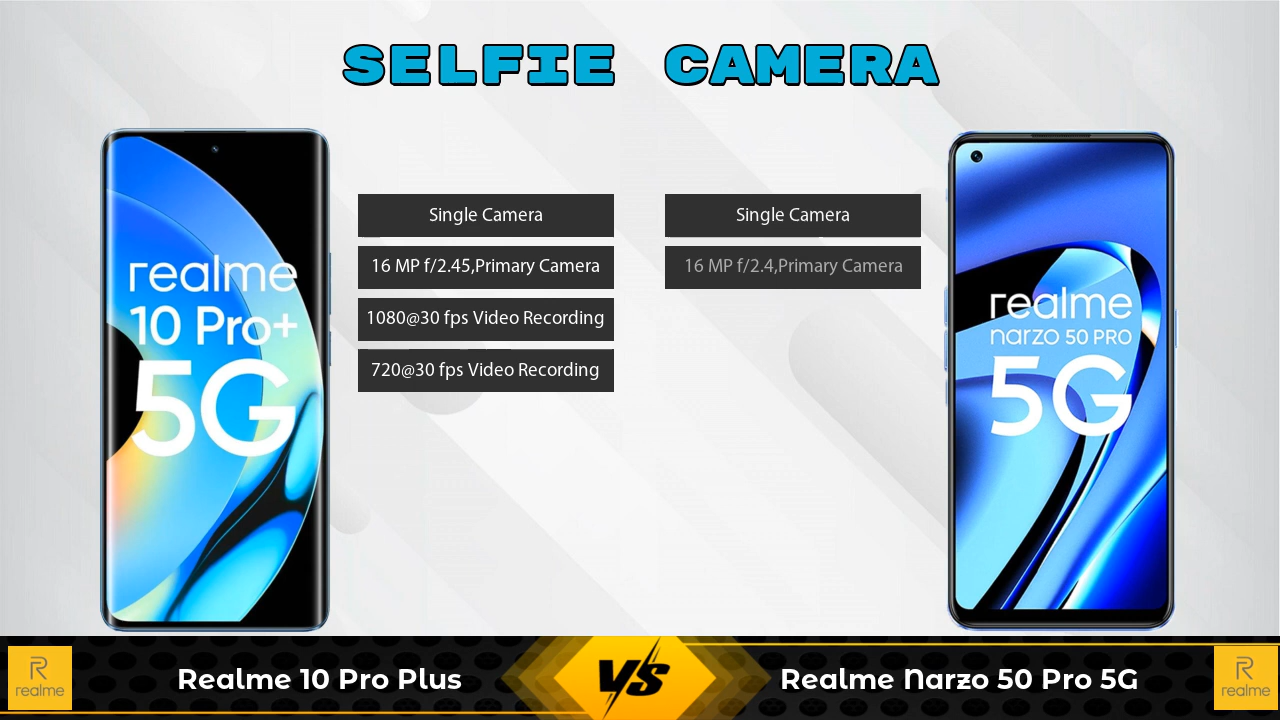 SELFIE CAMERA
realme
10 Pro+
5G
Single Camera
16 MP f/2.45,Primary Camera
1080@30 fps Video Recording
720@30 fps Video Recording
Single Camera
16 MP f/2.4,Primary Camera
realme
narzo 50 PRO
5G
R
realme
Realme 10 Pro Plus
VS
Realme Narzo 50 Pro 5G
R
realme